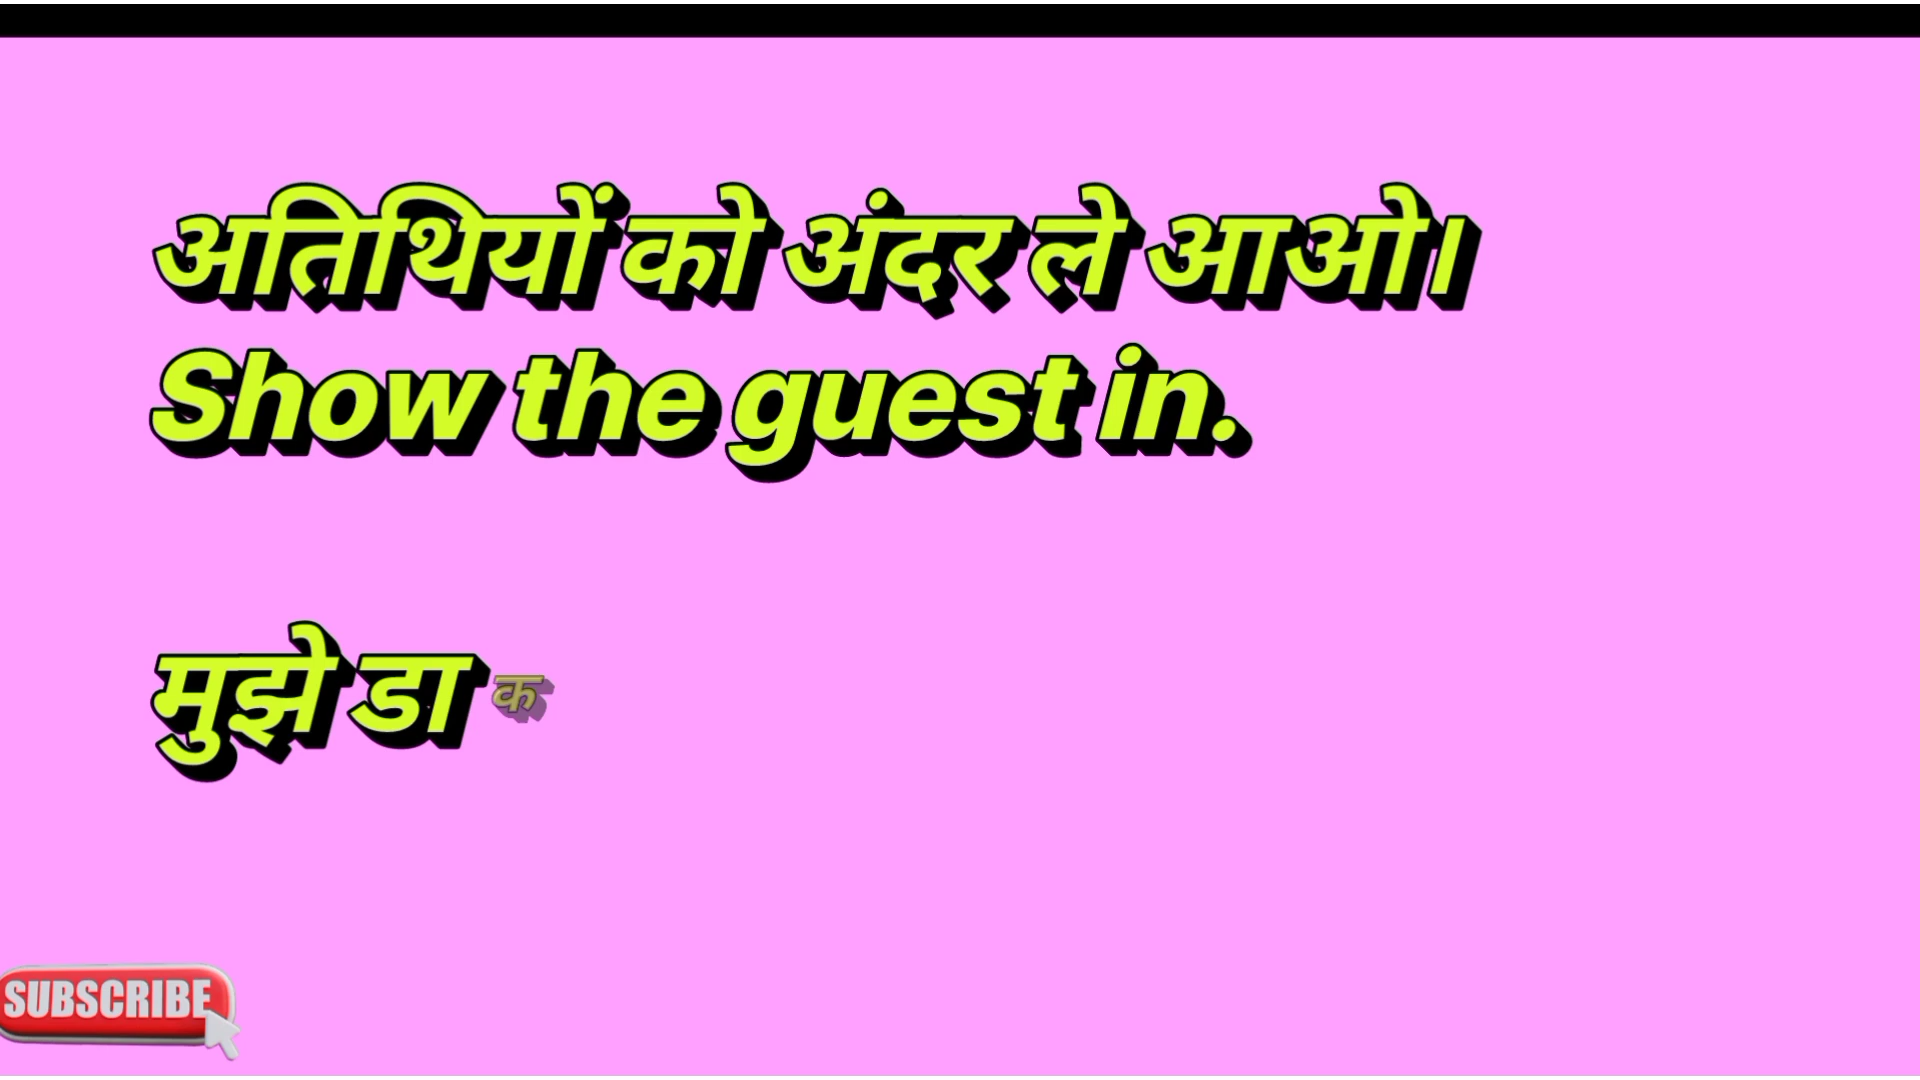 अतिथियों को अंदर ले आओ।
Show the guest in.
मुझे डाक
SUBSCRIBE